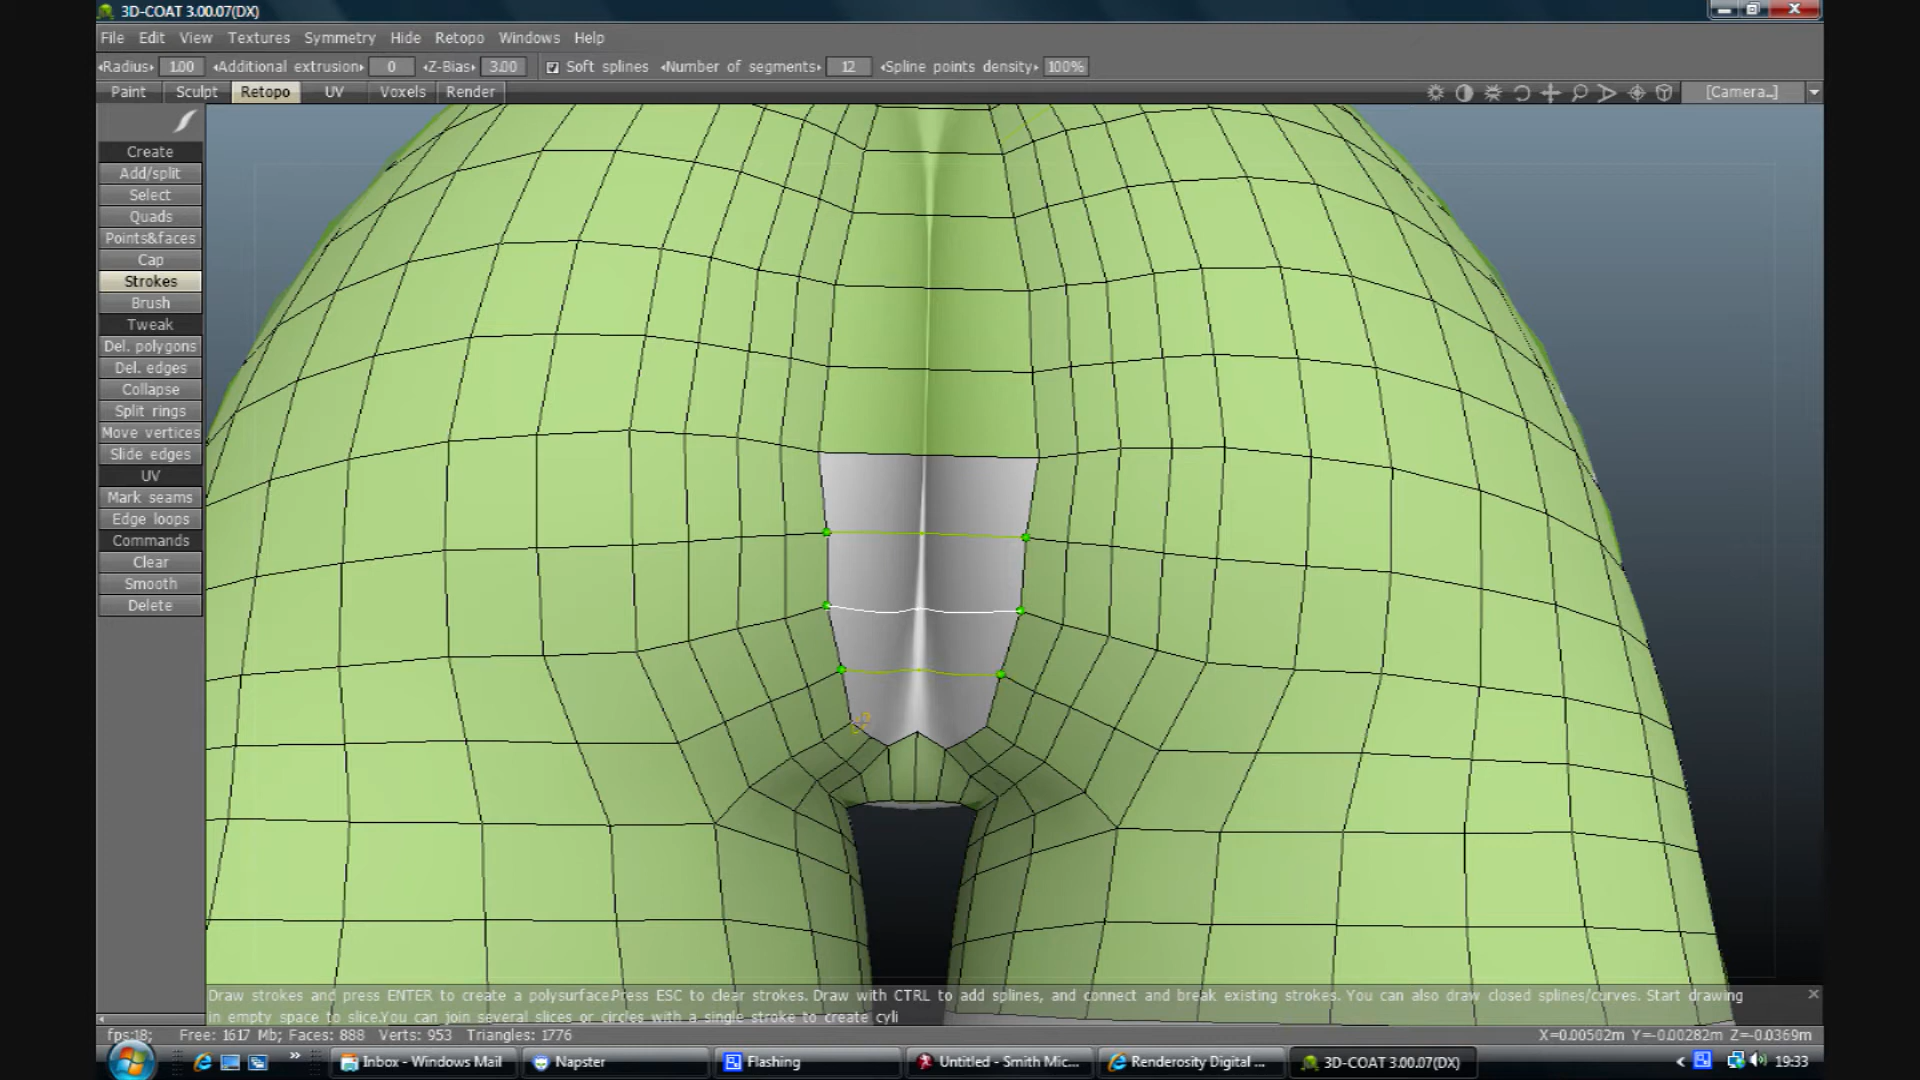 3D-COAT 3.00.07(DX)
File Edit View Textures Symmetry Hide Retopo Windows Help
Radius 1.00 Additional extrusion 0 Z-Bias 3.00 Soft splines Number of segments 12 Spline points density 100%
Paint Sculpt Retopo UV Voxels Render [Camera..]
Create
Add/split
Select
Quads
Points&faces
Cap
Strokes
Brush
Tweak
Del. polygons
Del. edges
Collapse
Split rings
Move vertices
Slide edges
UV
Mark seams
Edge loops
Commands
Clear
Smooth
Delete
Draw strokes and press ENTER to create a polysurface.Press ESC to clear strokes. Draw with CTRL to add splines, and connect and break existing strokes. You can also draw closed splines/curves. Start drawing
in empty space to slice.You can join several slices or circles with a single stroke to create cyli
fps:18; Free: 1617 Mb; Faces: 888 Verts: 953 Triangles: 1776 X=0.00502m Y=-0.00282m Z=-0.0369m
Inbox - Windows Mail Napster Flashing Untitled - Smith Mic... Renderosity Digital ... 3D-COAT 3.00.07(DX) 19:33